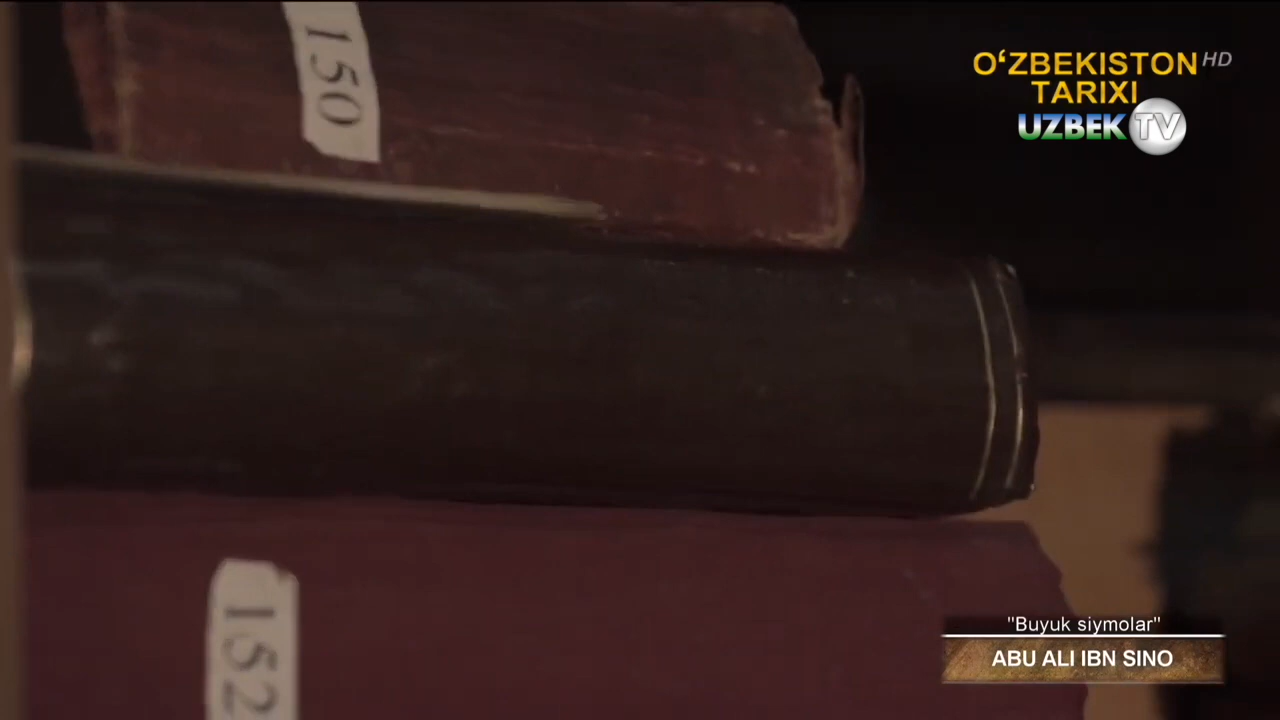 150
O‘ZBEKISTON HD
TARIXI
UZBEK TV
152
"Buyuk siymolar"
ABU ALI IBN SINO